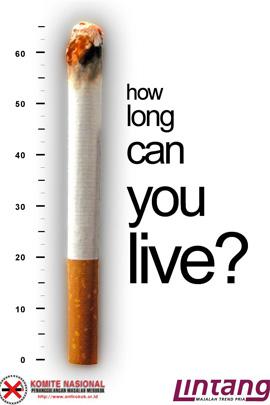 60
50
40
30
20
10
0
how
long
can
you
live?
KOMITE NASIONAL
PENANGGULANGAN MASALAH MEROKOK
http://www.antirokok.or.id
lintang
MAJALAH TREND PRIA